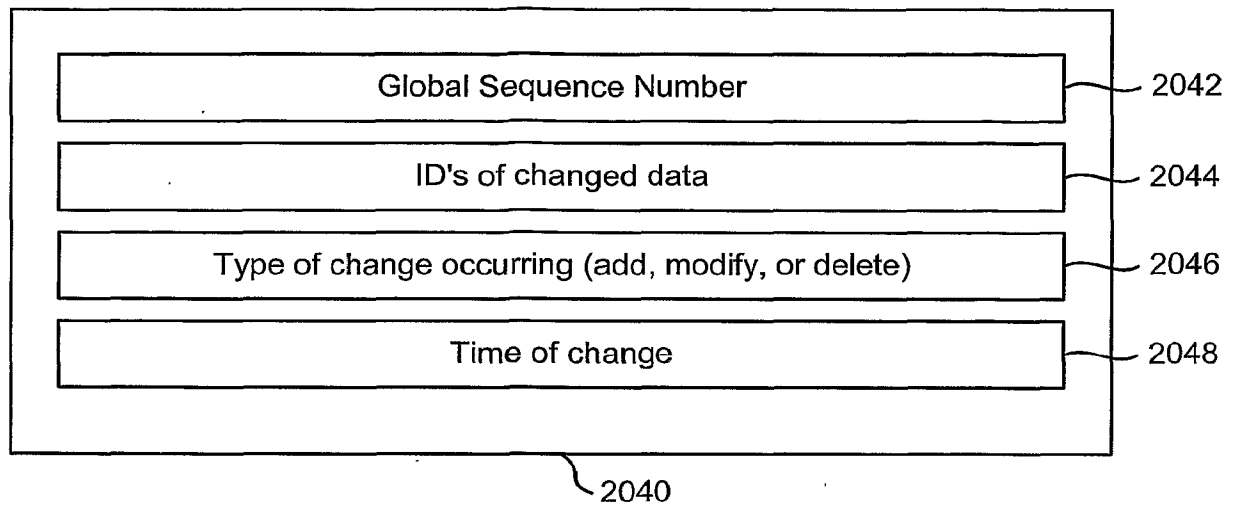 Global Sequence Number 2042
ID's of changed data 2044
Type of change occurring (add, modify, or delete) 2046
Time of change 2048
2040